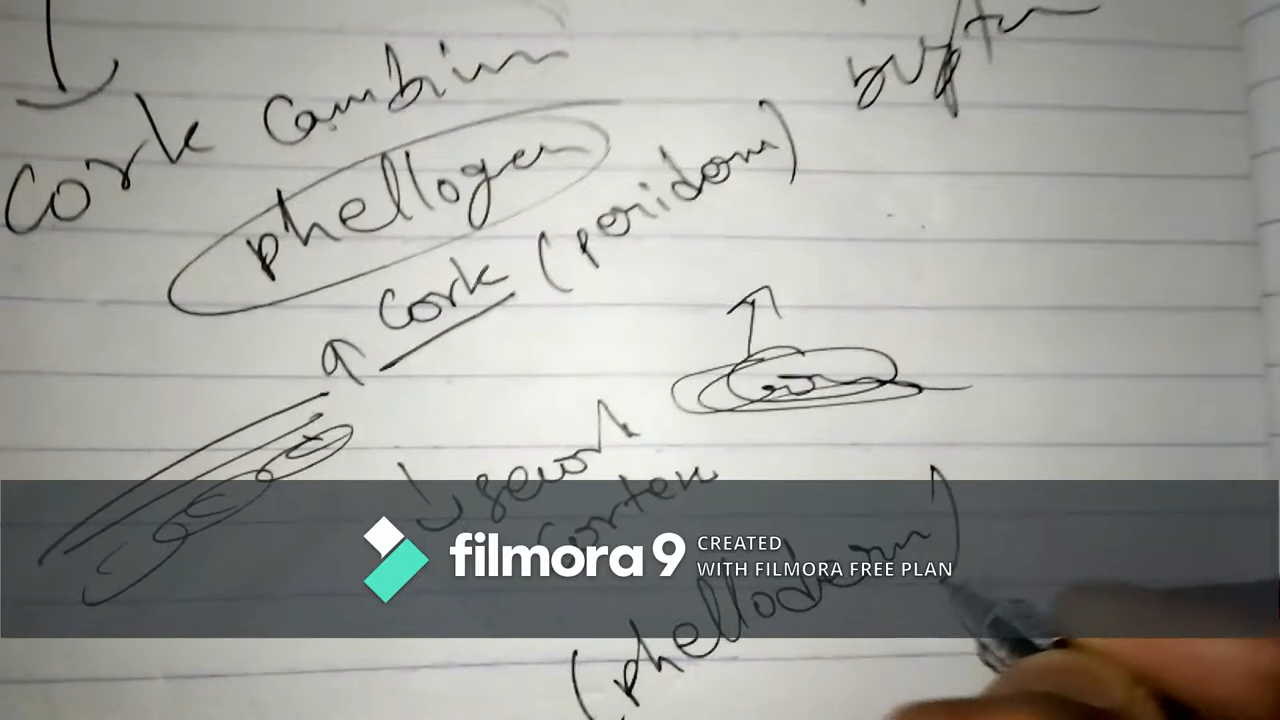 Cork Cambium
phellogen
Cork (periderm)
cortex
filmora 9 CREATED
WITH FILMORA FREE PLAN
(phelloderm)